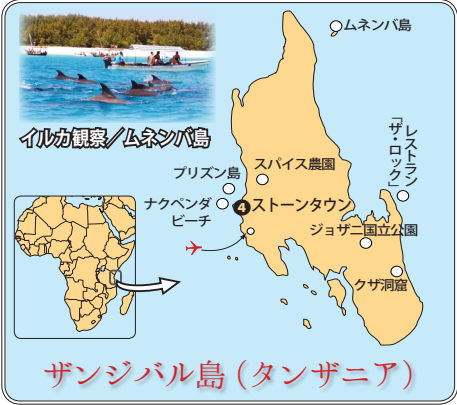 ムネンバ島
イルカ観察／ムネンバ島
レストラン
「ザ・ロック」
スパイス農園
プリズン島
ナクペンダ
ビーチ
4 ストーンタウン
ジョザニ国立公園
クザ洞窟
ザンジバル島（タンザニア）